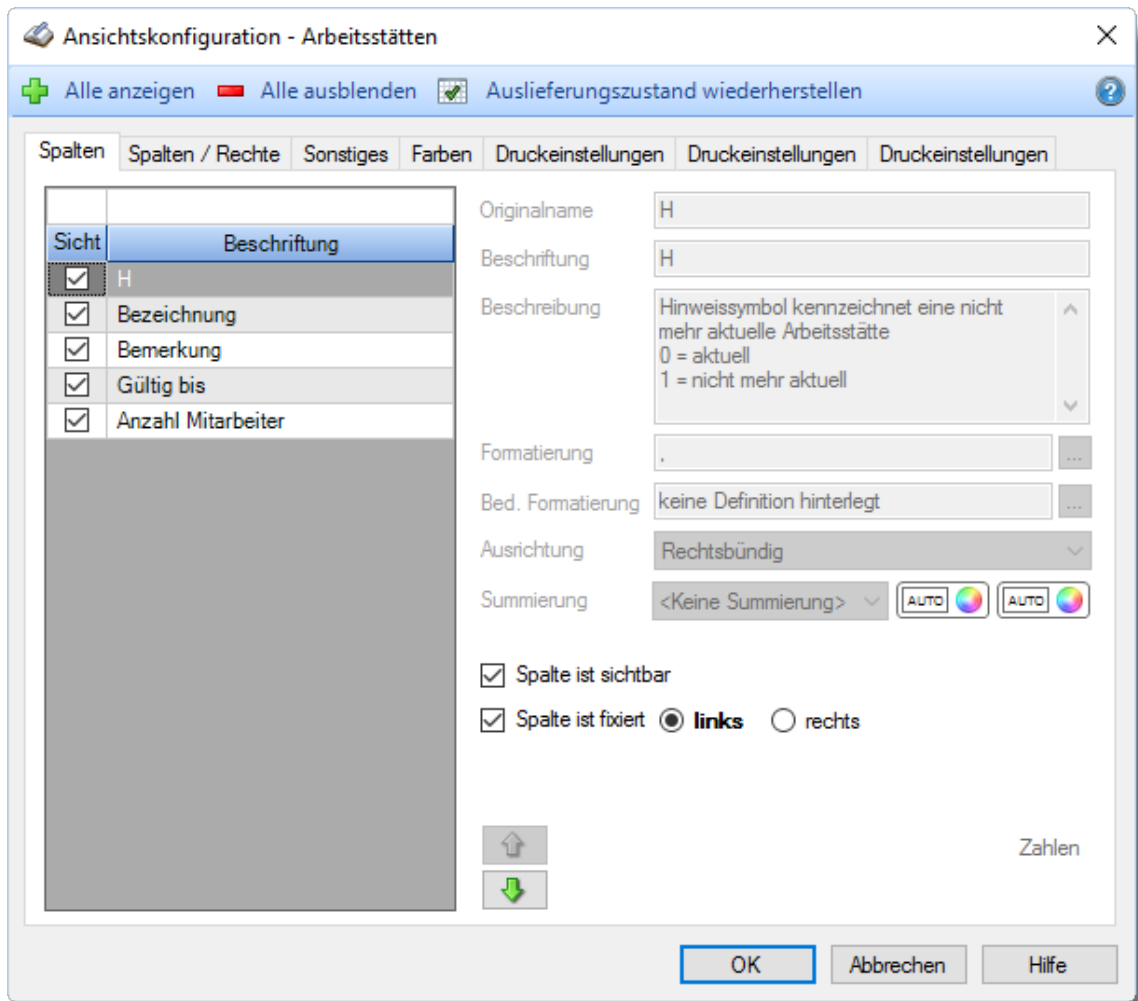 Ansichtskonfiguration - Arbeitsstätten
Alle anzeigen Alle ausblenden Auslieferungszustand wiederherstellen ?
Spalten Spalten / Rechte Sonstiges Farben Druckeinstellungen Druckeinstellungen Druckeinstellungen
Sicht Beschriftung
H
Bezeichnung
Bemerkung
Gültig bis
Anzahl Mitarbeiter
Originalname H
Beschriftung H
Beschreibung Hinweissymbol kennzeichnet eine nicht
mehr aktuelle Arbeitsstätte
0 = aktuell
1 = nicht mehr aktuell
Formatierung , ...
Bed. Formatierung keine Definition hinterlegt ...
Ausrichtung Rechtsbündig
Summierung <Keine Summierung> AUTO AUTO
Spalte ist sichtbar
Spalte ist fixiert links rechts
Zahlen
OK Abbrechen Hilfe